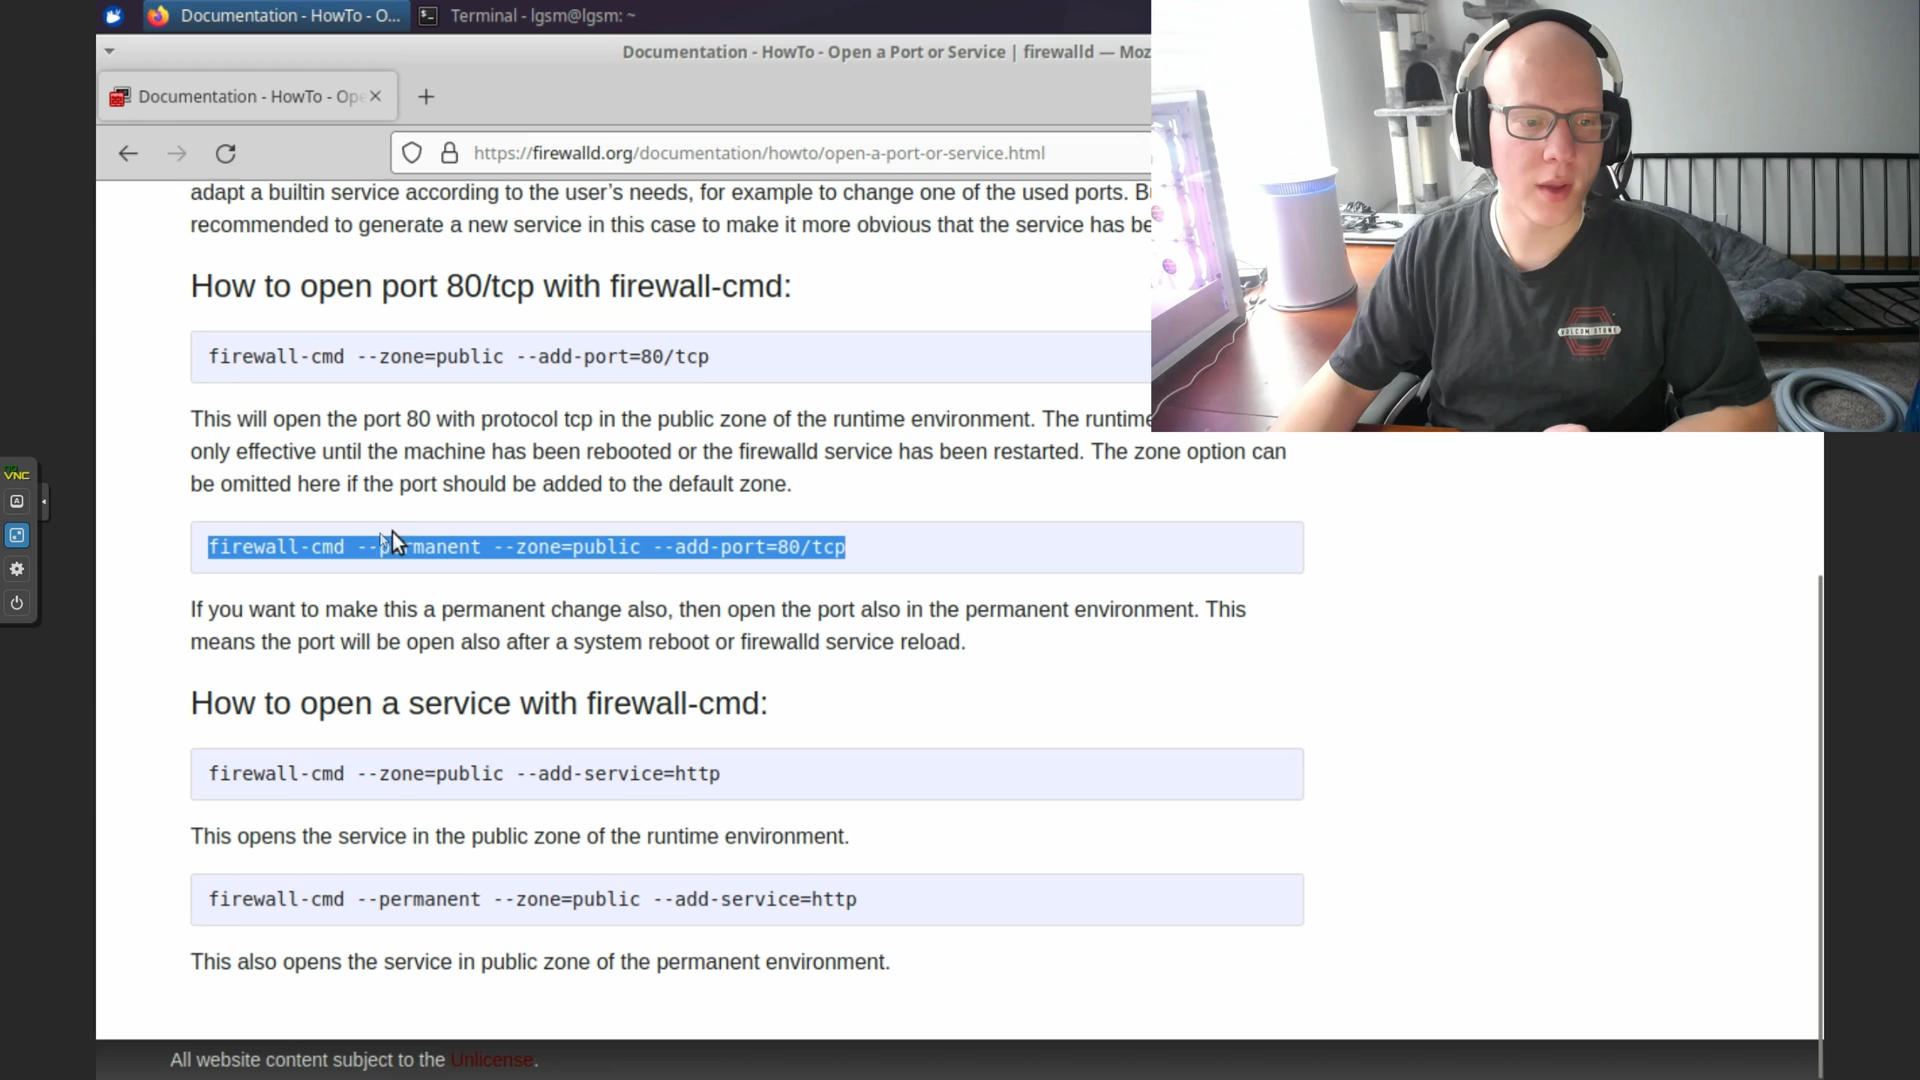 Documentation - HowTo - O...
Terminal - lgsm@lgsm: ~
Documentation - HowTo - Open a Port or Service | firewalld — Moz
Documentation - HowTo - Ope
https://firewalld.org/documentation/howto/open-a-port-or-service.html
adapt a builtin service according to the user's needs, for example to change one of the used ports.
recommended to generate a new service in this case to make it more obvious that the service has be
How to open port 80/tcp with firewall-cmd:
firewall-cmd --zone=public --add-port=80/tcp
This will open the port 80 with protocol tcp in the public zone of the runtime environment. The runtime
only effective until the machine has been rebooted or the firewalld service has been restarted. The zone option can
be omitted here if the port should be added to the default zone.
firewall-cmd --permanent --zone=public --add-port=80/tcp
If you want to make this a permanent change also, then open the port also in the permanent environment. This
means the port will be open also after a system reboot or firewalld service reload.
How to open a service with firewall-cmd:
firewall-cmd --zone=public --add-service=http
This opens the service in the public zone of the runtime environment.
firewall-cmd --permanent --zone=public --add-service=http
This also opens the service in public zone of the permanent environment.
All website content subject to the Unlicense.
VNC
A
VOLCOM STONE